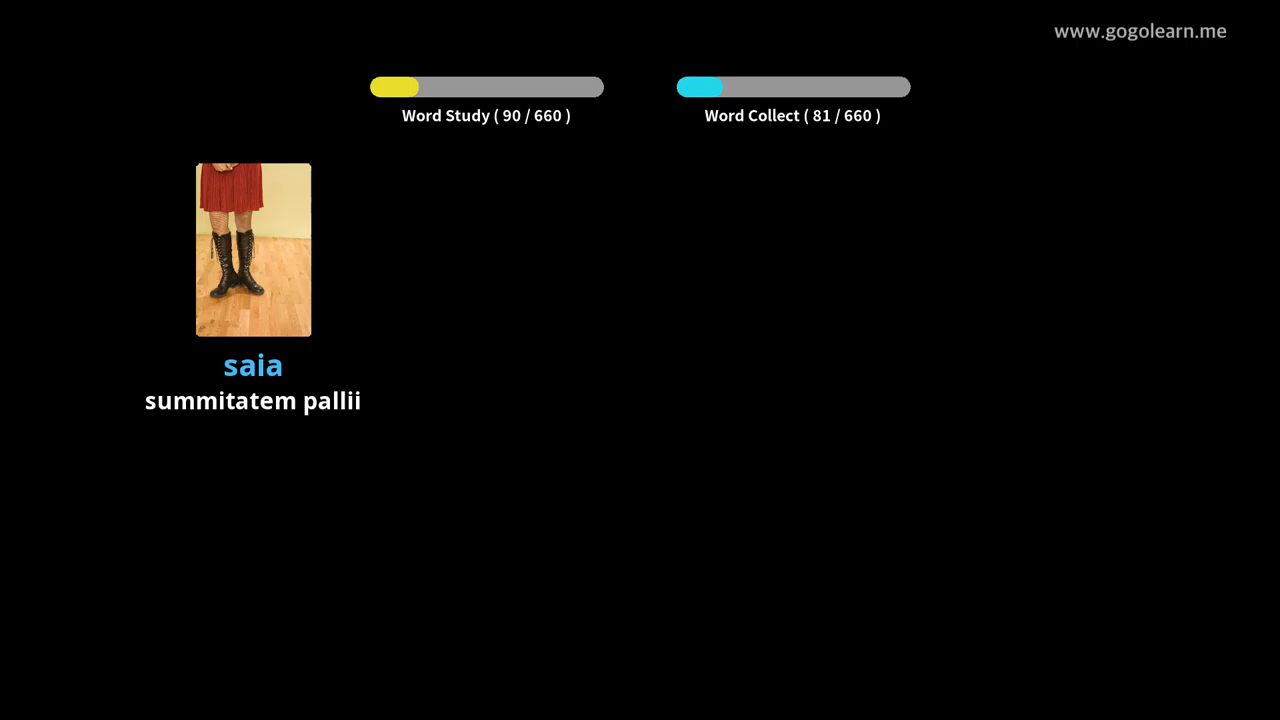 www.gogolearn.me
Word Study ( 90 / 660 )
Word Collect ( 81 / 660 )
saia
summitatem pallii